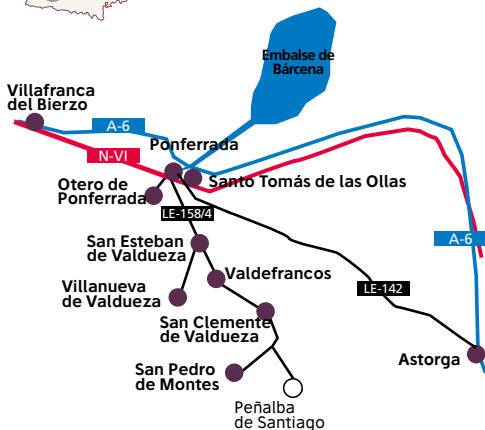 Embalse de
Bárcena
Villafranca
del Bierzo
A-6
Ponferrada
N-VI
Santo Tomás de las Ollas
Otero de
Ponferrada
LE-158/4
San Esteban
de Valdueza
A-6
Valdefrancos
Villanueva
de Valdueza
LE-142
San Clemente
de Valdueza
Astorga
San Pedro
de Montes
Peñalba
de Santiago